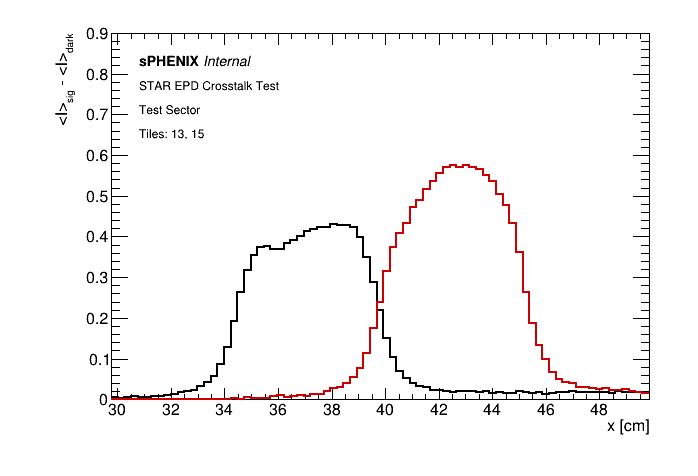 <I>sig - <I>dark
0.9
0.8
0.7
0.6
0.5
0.4
0.3
0.2
0.1
0
sPHENIX Internal
STAR EPD Crosstalk Test
Test Sector
Tiles: 13, 15
30 32 34 36 38 40 42 44 46 48
x [cm]